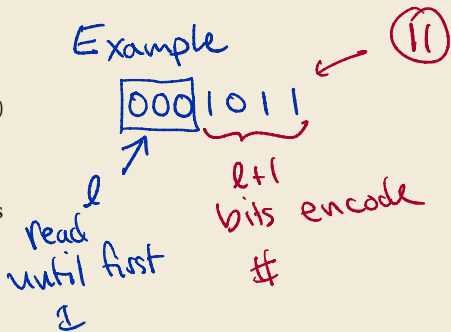 Example
11
0001011
)
l
l+1
read
bits encode
s
until first
#
1